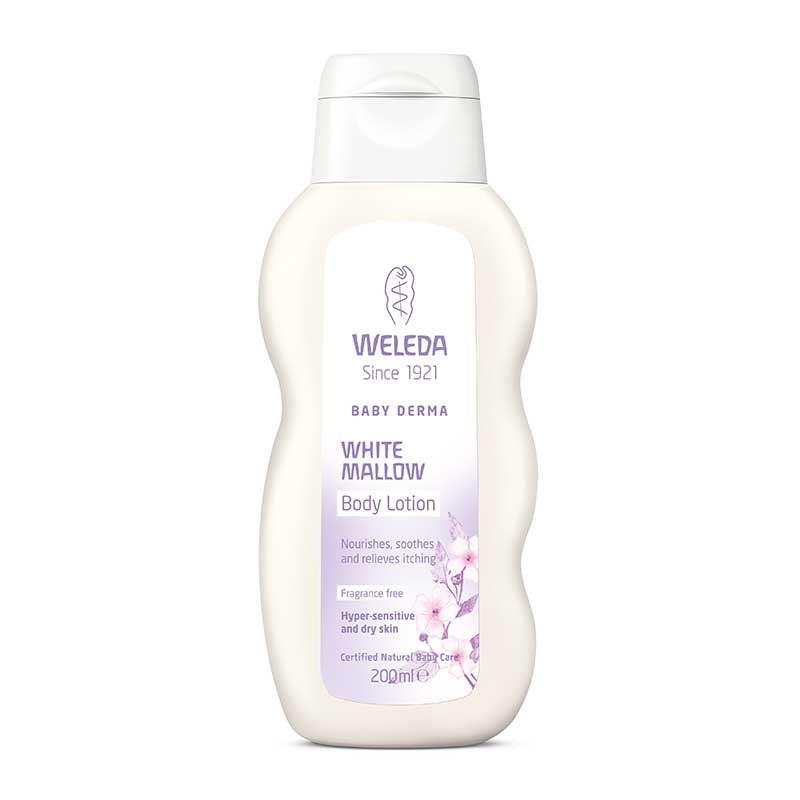 WELEDA
Since 1921
BABY DERMA
WHITE
MALLOW
Body Lotion
Nourishes, soothes
and relieves itching
Fragrance free
Hyper-sensitive
and dry skin
Certified Natural Baby Care
200ml ℮